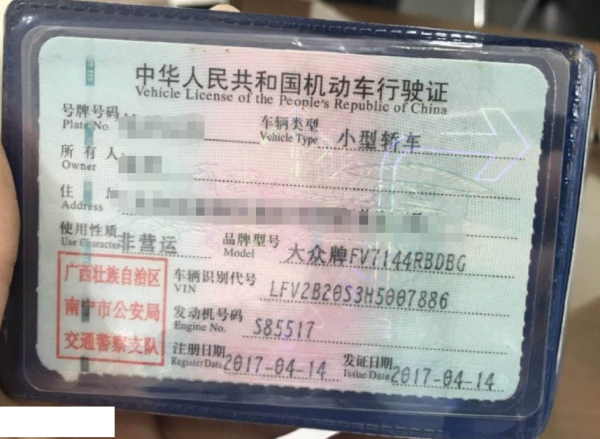 中华人民共和国机动车行驶证
Vehicle License of the People's Republic of China
号牌号码 车辆类型 小型轿车
Plate No. Vehicle Type
所有人
Owner
住
Address
使用性质 非营运 品牌型号 大众牌FV7144RBDBG
Use Character Model
广西壮族自治区
南宁市公安局
交通警察支队
车辆识别代号 LFV2B20S3H5007886
VIN
发动机号码 S85517
Engine No.
注册日期 2017-04-14 发证日期 2017-04-14
Register Date Issue Date